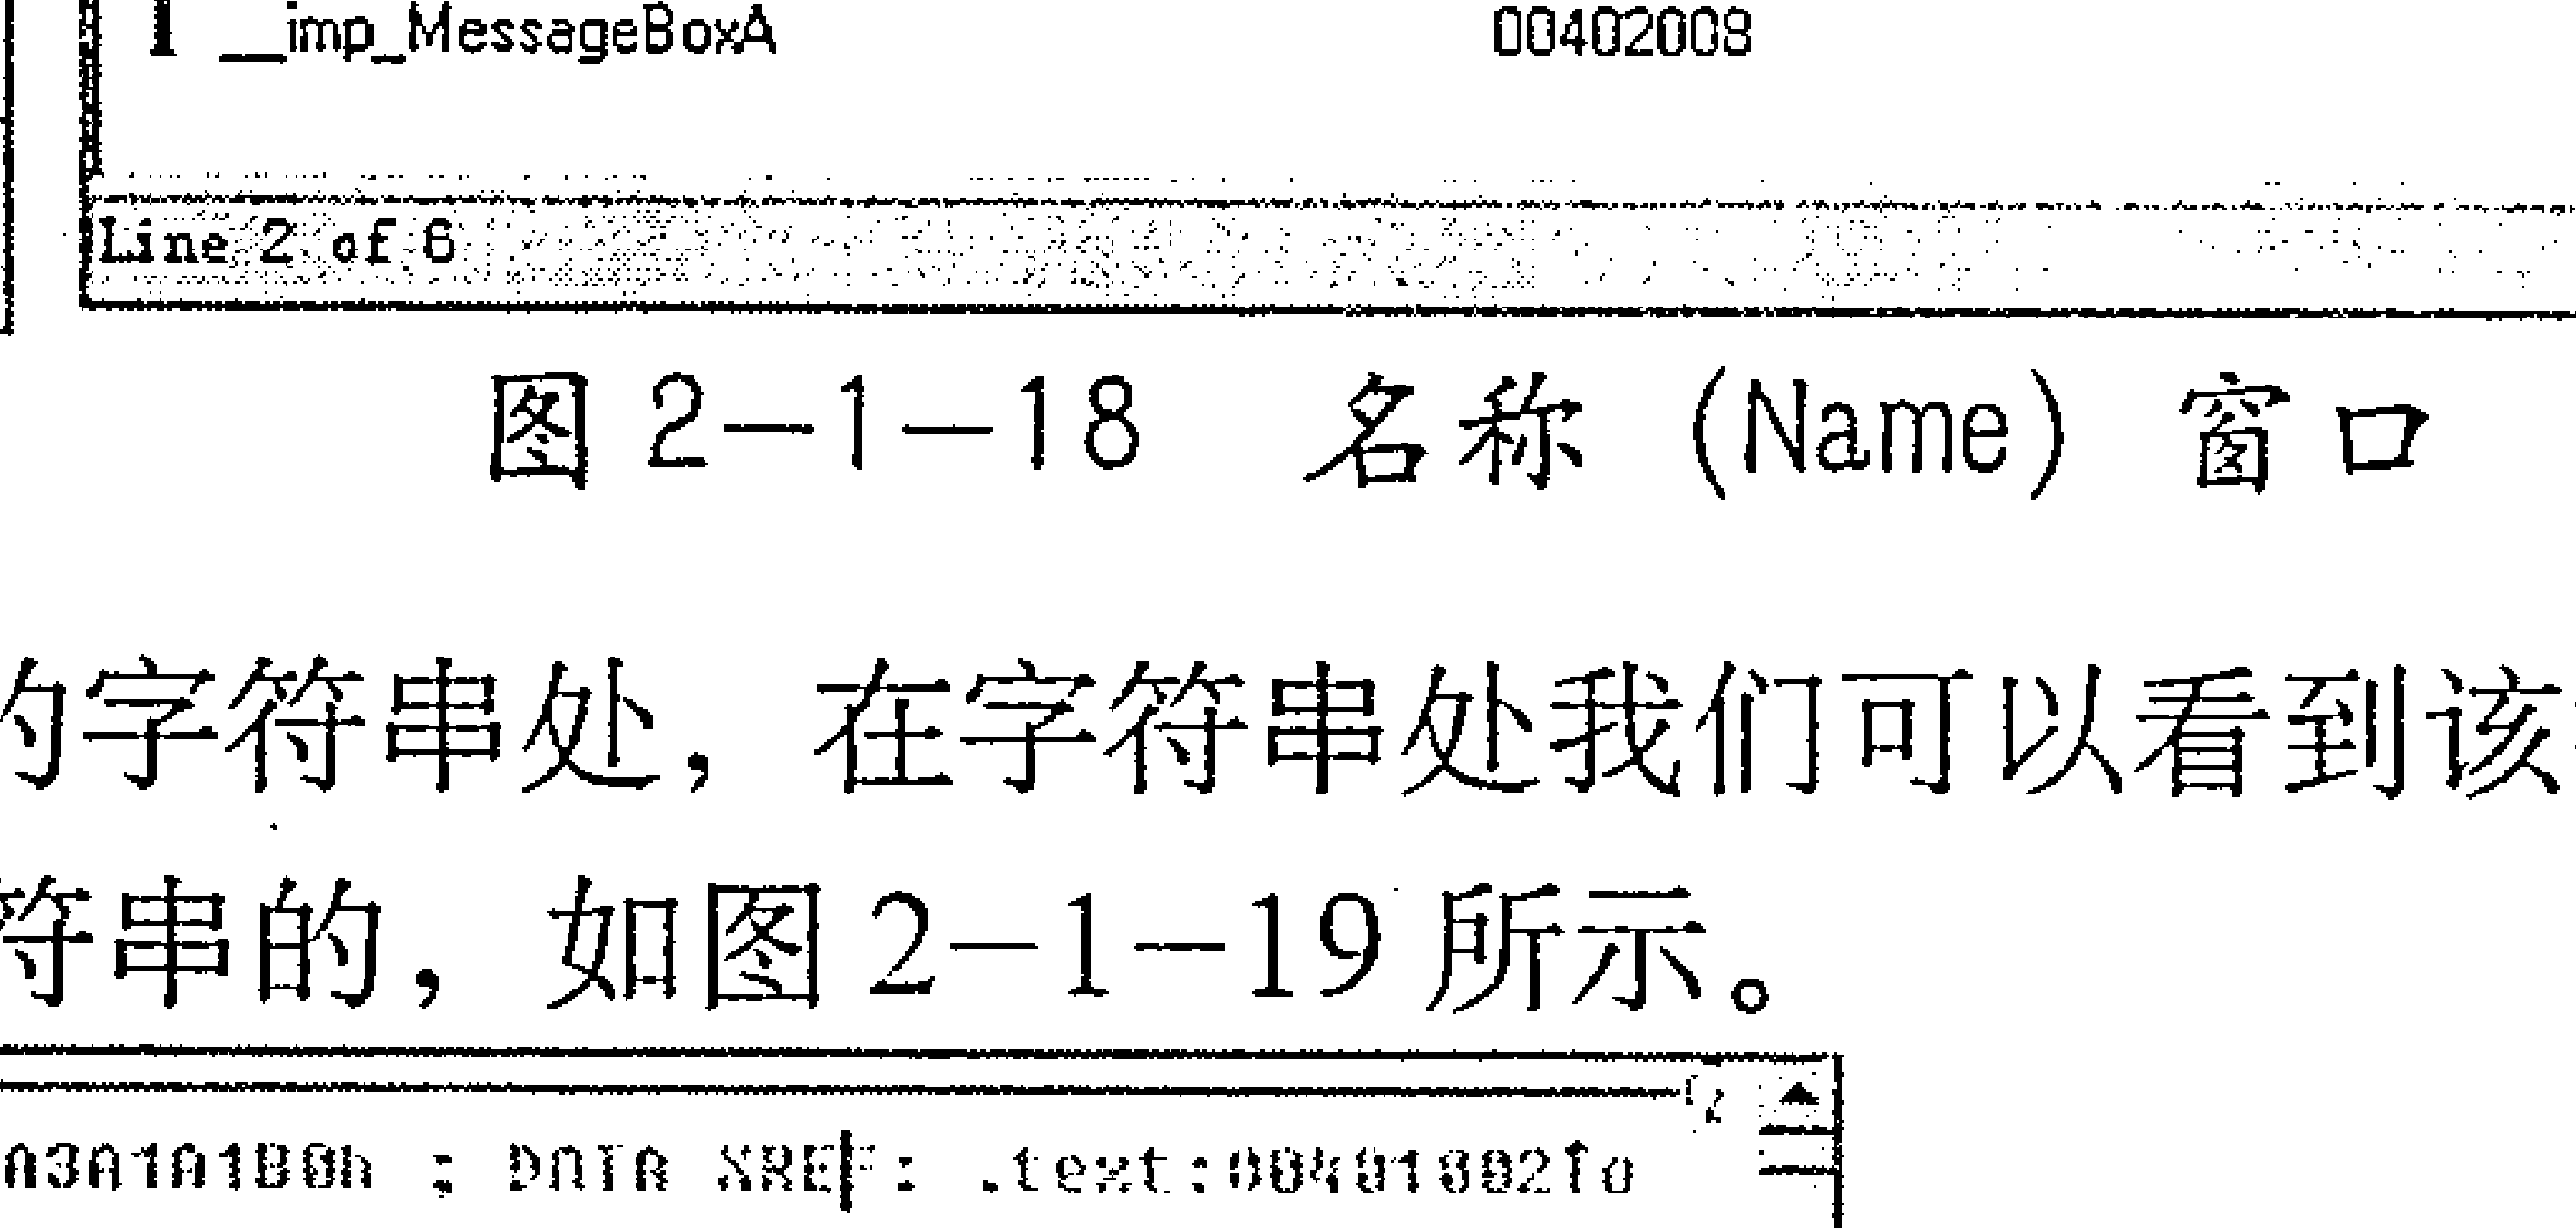 I __imp_MessageBoxA 00402008
Line 2 of 6
图 2-1-18 名称 (Name) 窗口
的字符串处，在字符串处我们可以看到该
符串的，如图 2-1-19 所示。
A3A1A1B0h ; DATA XREF: .text: